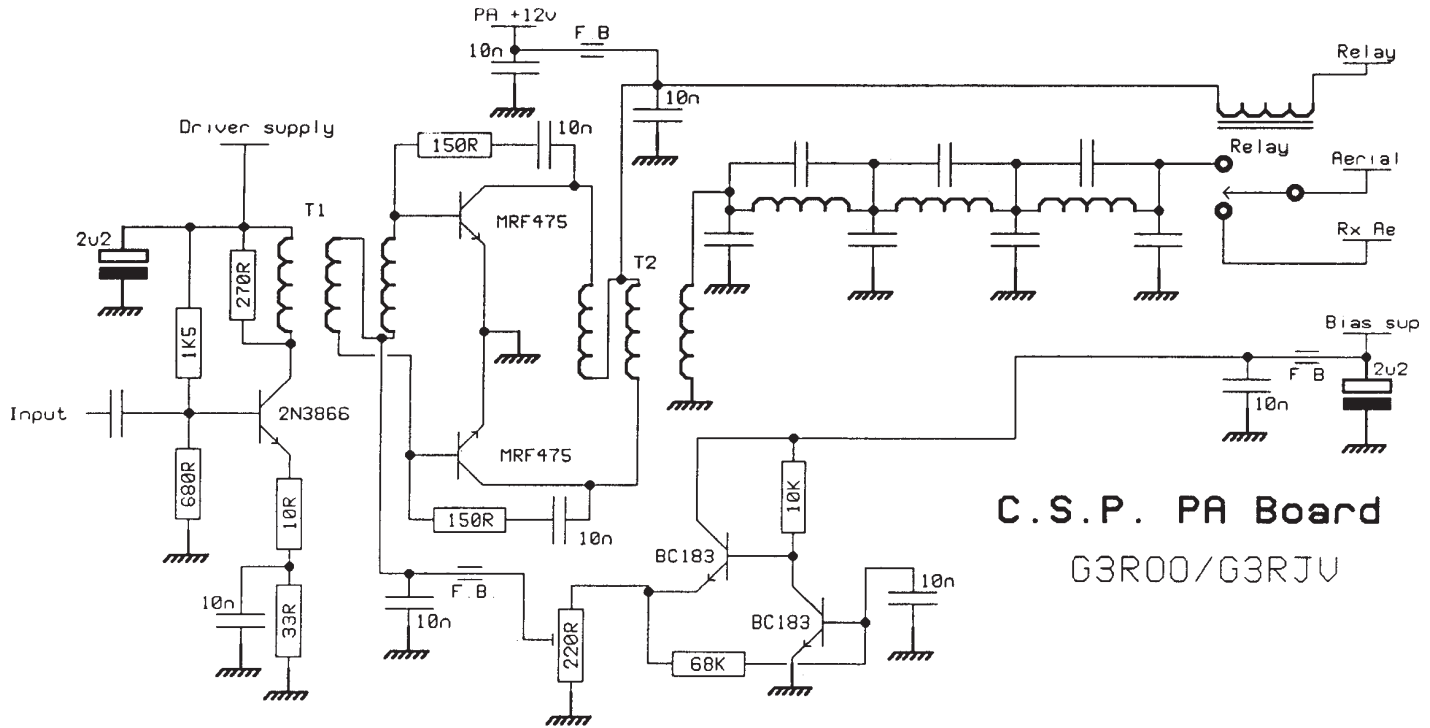 PA +12v
F.B
10n
10n
Relay
Driver supply
150R
10n
Relay
Aerial
T1
MRF475
2u2
Rx Ae
270R
T2
1K5
Bias sup
F B
2u2
10n
Input
2N3866
MRF475
680R
10R
150R
10n
10K
C.S.P. PA Board
G3ROO/G3RJV
BC183
10n
F.B.
10n
10n
33R
220R
BC183
68K